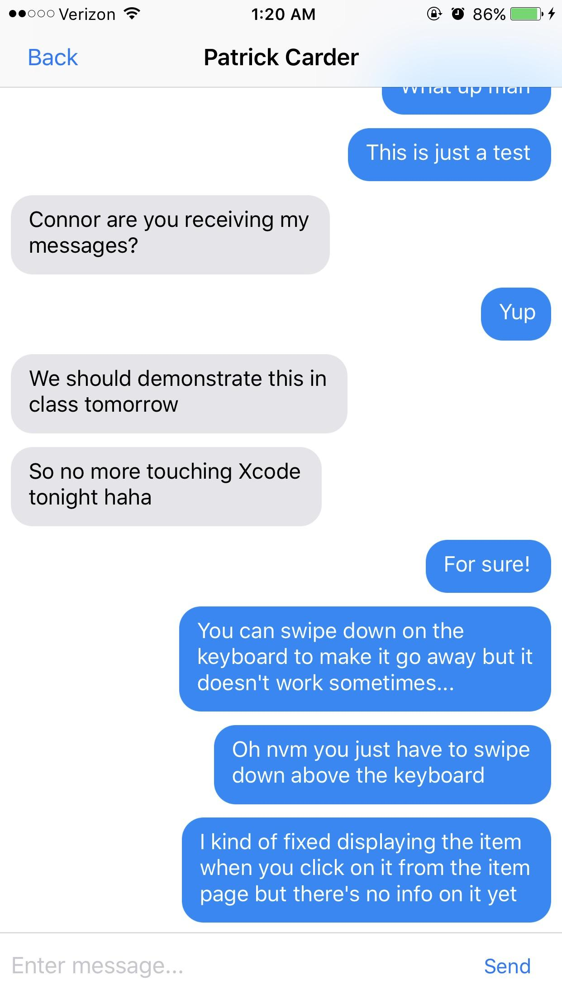 Verizon 1:20 AM 86%
Back Patrick Carder
What up man
This is just a test
Connor are you receiving my
messages?
Yup
We should demonstrate this in
class tomorrow
So no more touching Xcode
tonight haha
For sure!
You can swipe down on the
keyboard to make it go away but it
doesn't work sometimes...
Oh nvm you just have to swipe
down above the keyboard
I kind of fixed displaying the item
when you click on it from the item
page but there's no info on it yet
Enter message... Send